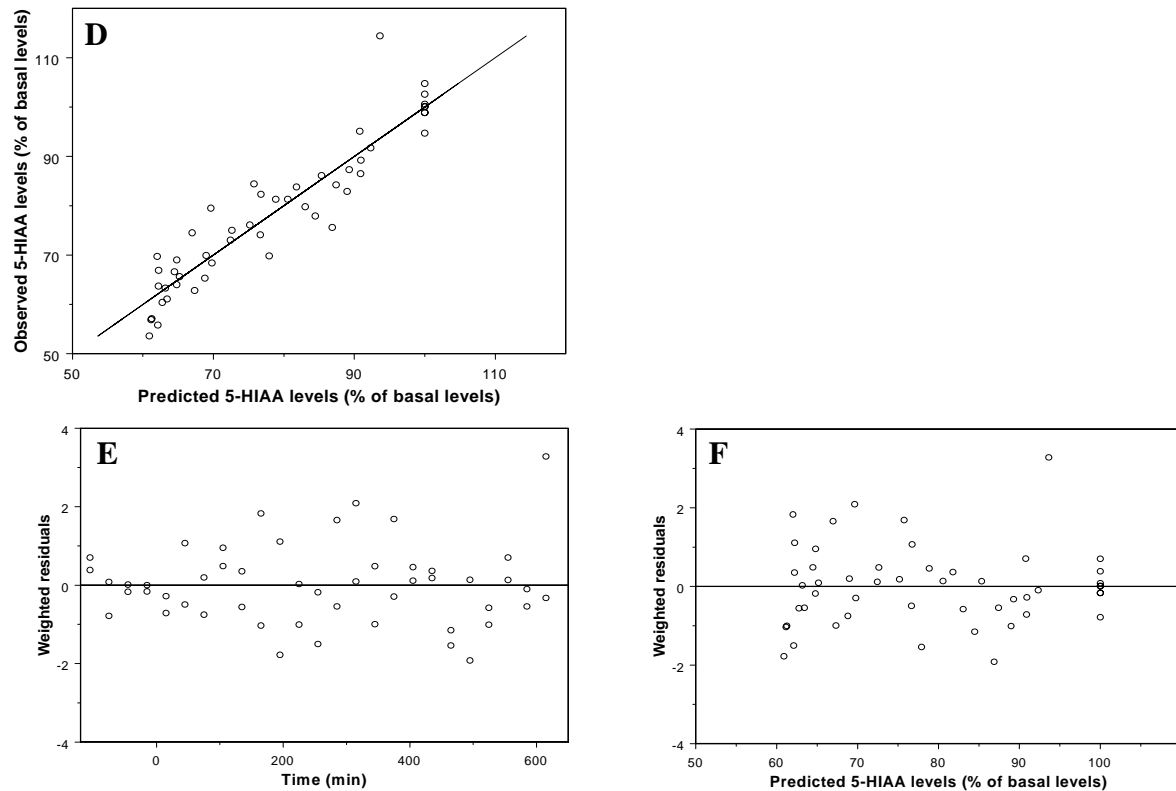 D
Observed 5-HIAA levels (% of basal levels)
110
90
70
50
50 70 90 110
Predicted 5-HIAA levels (% of basal levels)
E
Weighted residuals
4
2
0
-2
-4
0 200 400 600
Time (min)
F
Weighted residuals
4
2
0
-2
-4
50 60 70 80 90 100
Predicted 5-HIAA levels (% of basal levels)